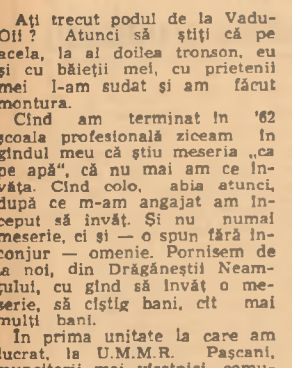 Ați trecut podul de la Vadu-
Oii ? Atunci să știți că pe
acela, la al doilea tronson, eu
și cu băieții mei, cu prietenii
mei l-am sudat și am făcut
montura.
Cînd am terminat în '62
școala profesională ziceam în
gîndul meu că știu meseria „ca
pe apă“, că nu mai am ce în-
văța. Cînd colo, abia atunci,
după ce m-am angajat am în-
ceput să învăț. Și nu numai
meserie, ci și — o spun fără în-
conjur — omenie. Pornisem de
la noi, din Drăgăneștii Neam-
țului, cu gînd să învăț o me-
serie, să cîștig bani, cît mai
mulți bani.
În prima unitate la care am
lucrat, la U.M.M.R. Pașcani,